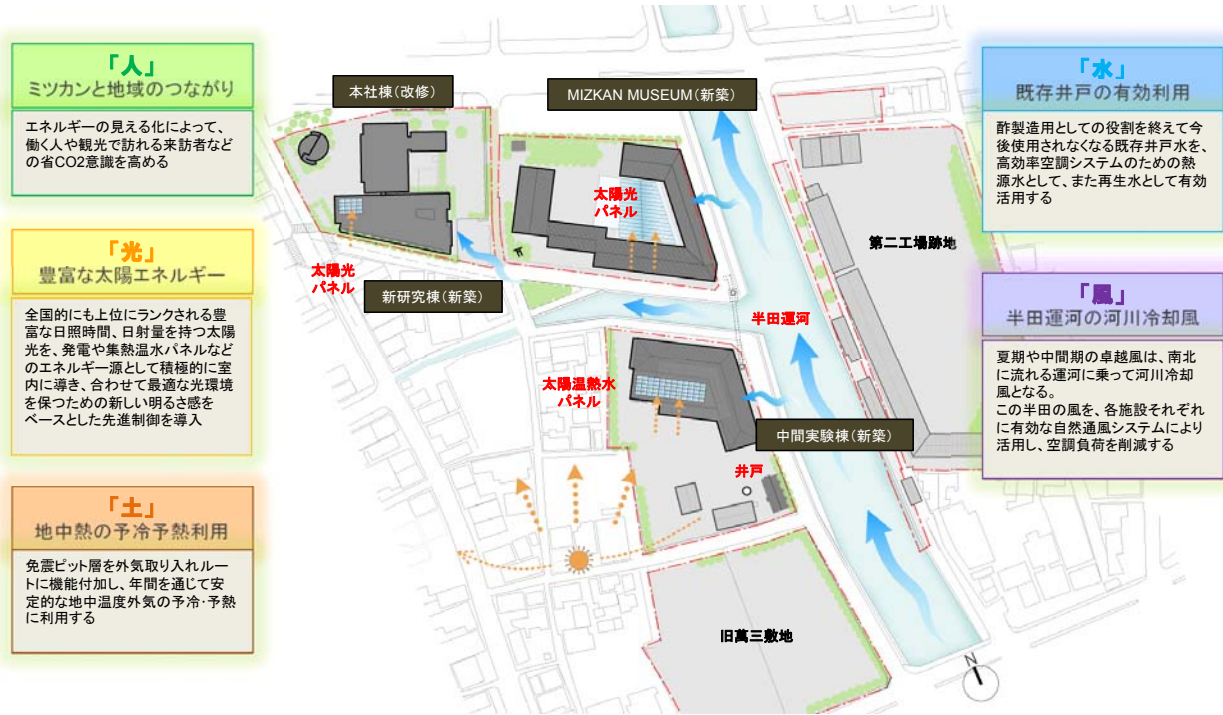 「人」
ミツカンと地域のつながり
エネルギーの見える化によって、
働く人や観光で訪れる来訪者など
の省CO2意識を高める
「光」
豊富な太陽エネルギー
全国的にも上位にランクされる豊
富な日照時間、日射量を持つ太陽
光を、発電や集熱温水パネルなど
のエネルギー源として積極的に室
内に導き、合わせて最適な光環境
を保つための新しい明るさ感を
ベースとした先進制御を導入
「土」
地中熱の予冷予熱利用
免震ピット層を外気取り入れルー
トに機能付加し、年間を通じて安
定的な地中温度外気の予冷・予熱
に利用する
本社棟（改修）
MIZKAN MUSEUM（新築）
太陽光
パネル
太陽光
パネル
新研究棟（新築）
半田運河
第二工場跡地
太陽温熱水
パネル
中間実験棟（新築）
井戸
旧萬三敷地
N
「水」
既存井戸の有効利用
酢製造用としての役割を終えて今
後使用されなくなる既存井戸水を、
高効率空調システムのための熱
源水として、また再生水として有効
活用する
「風」
半田運河の河川冷却風
夏期や中間期の卓越風は、南北
に流れる運河に乗って河川冷却
風となる。
この半田の風を、各施設それぞれ
に有効な自然通風システムにより
活用し、空調負荷を削減する